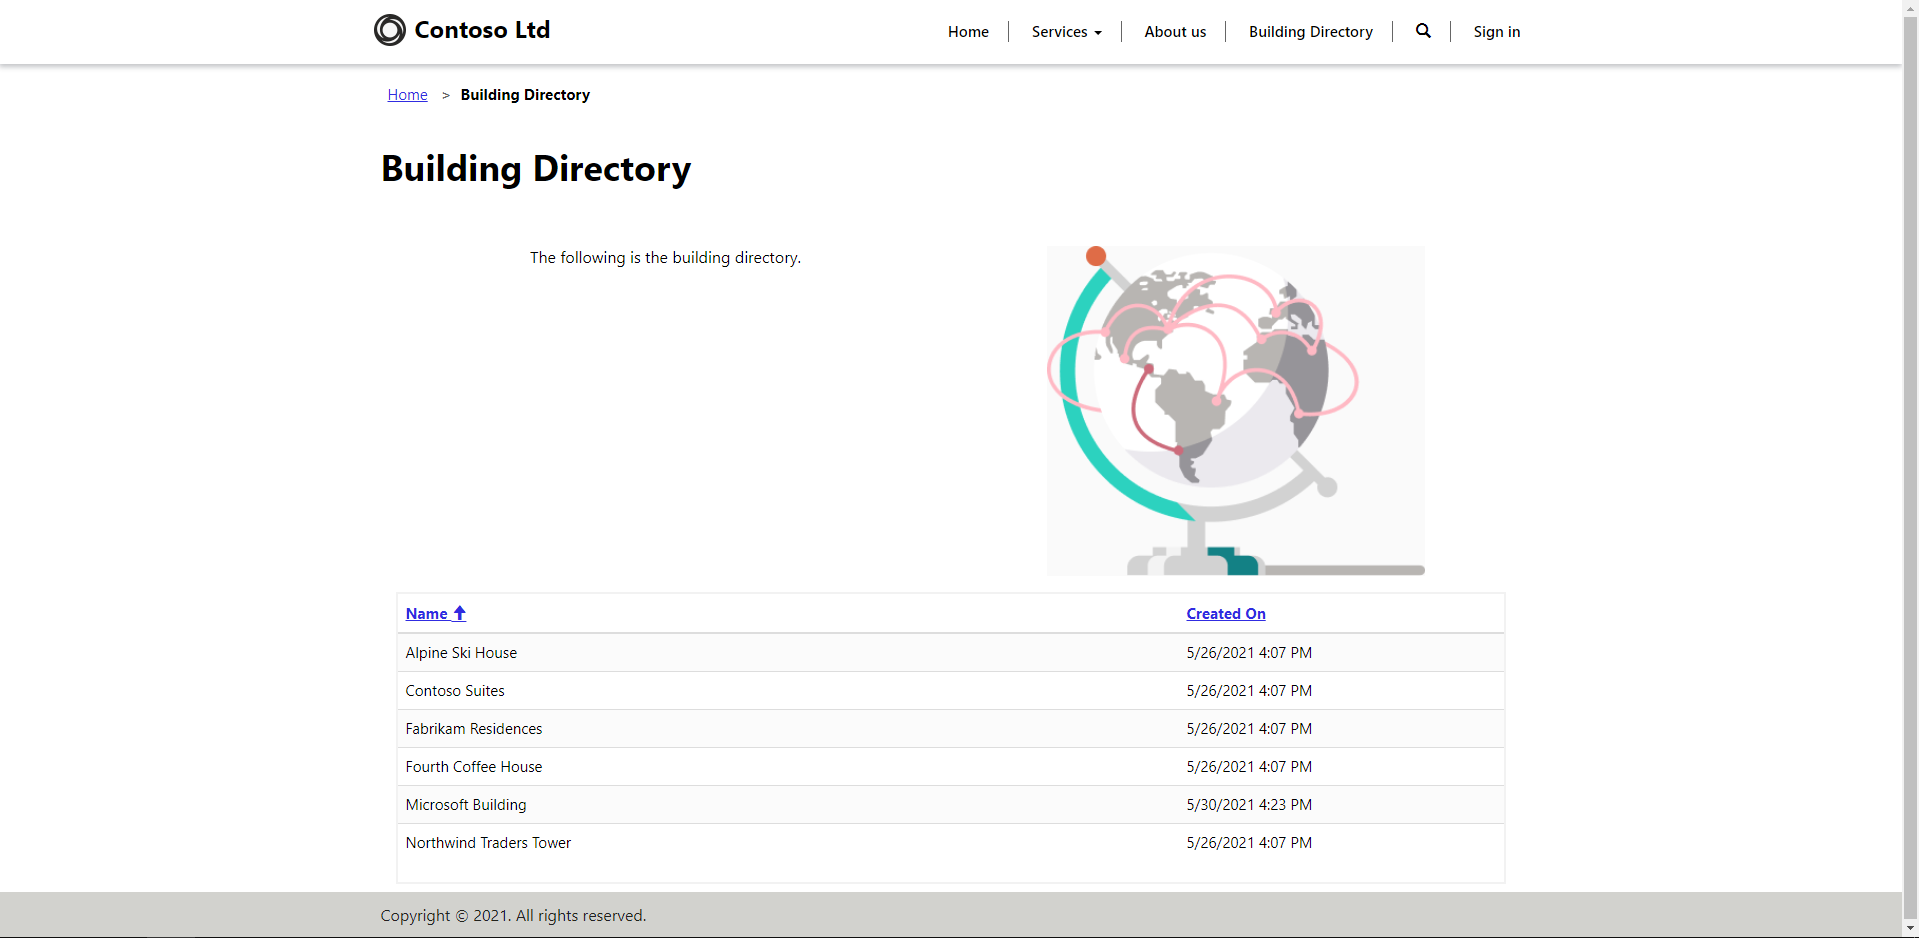 Contoso Ltd
Home Services About us Building Directory Sign in
Home > Building Directory
Building Directory
The following is the building directory.
Name Created On
Alpine Ski House 5/26/2021 4:07 PM
Contoso Suites 5/26/2021 4:07 PM
Fabrikam Residences 5/26/2021 4:07 PM
Fourth Coffee House 5/26/2021 4:07 PM
Microsoft Building 5/30/2021 4:23 PM
Northwind Traders Tower 5/26/2021 4:07 PM
Copyright © 2021. All rights reserved.